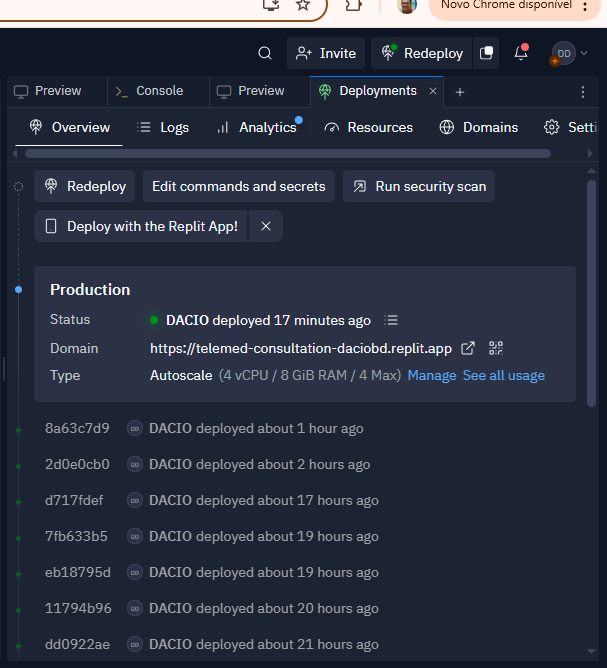 Novo Chrome disponível
Invite
Redeploy
DD
Preview
Console
Preview
Deployments
Overview
Logs
Analytics
Resources
Domains
Setti
Redeploy
Edit commands and secrets
Run security scan
Deploy with the Replit App!
Production
Status DACIO deployed 17 minutes ago
Domain https://telemed-consultation-daciobd.replit.app
Type Autoscale (4 vCPU / 8 GiB RAM / 4 Max) Manage See all usage
8a63c7d9 DD DACIO deployed about 1 hour ago
2d0e0cb0 DD DACIO deployed about 2 hours ago
d717fdef DD DACIO deployed about 17 hours ago
7fb633b5 DD DACIO deployed about 19 hours ago
eb18795d DD DACIO deployed about 19 hours ago
11794b96 DD DACIO deployed about 20 hours ago
dd0922ae DD DACIO deployed about 21 hours ago